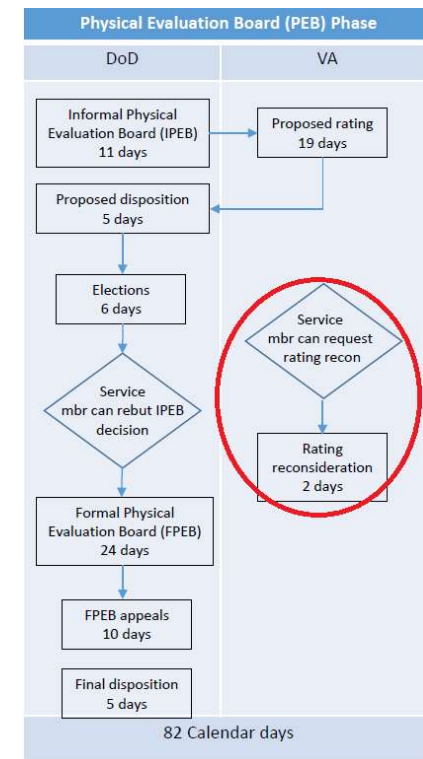 Physical Evaluation Board (PEB) Phase
DoD
VA
Informal Physical
Evaluation Board (IPEB)
11 days
Proposed rating
19 days
Proposed disposition
5 days
Elections
6 days
Service
mbr can request
rating recon
Service
mbr can rebut IPEB
decision
Rating
reconsideration
2 days
Formal Physical
Evaluation Board (FPEB)
24 days
FPEB appeals
10 days
Final disposition
5 days
82 Calendar days